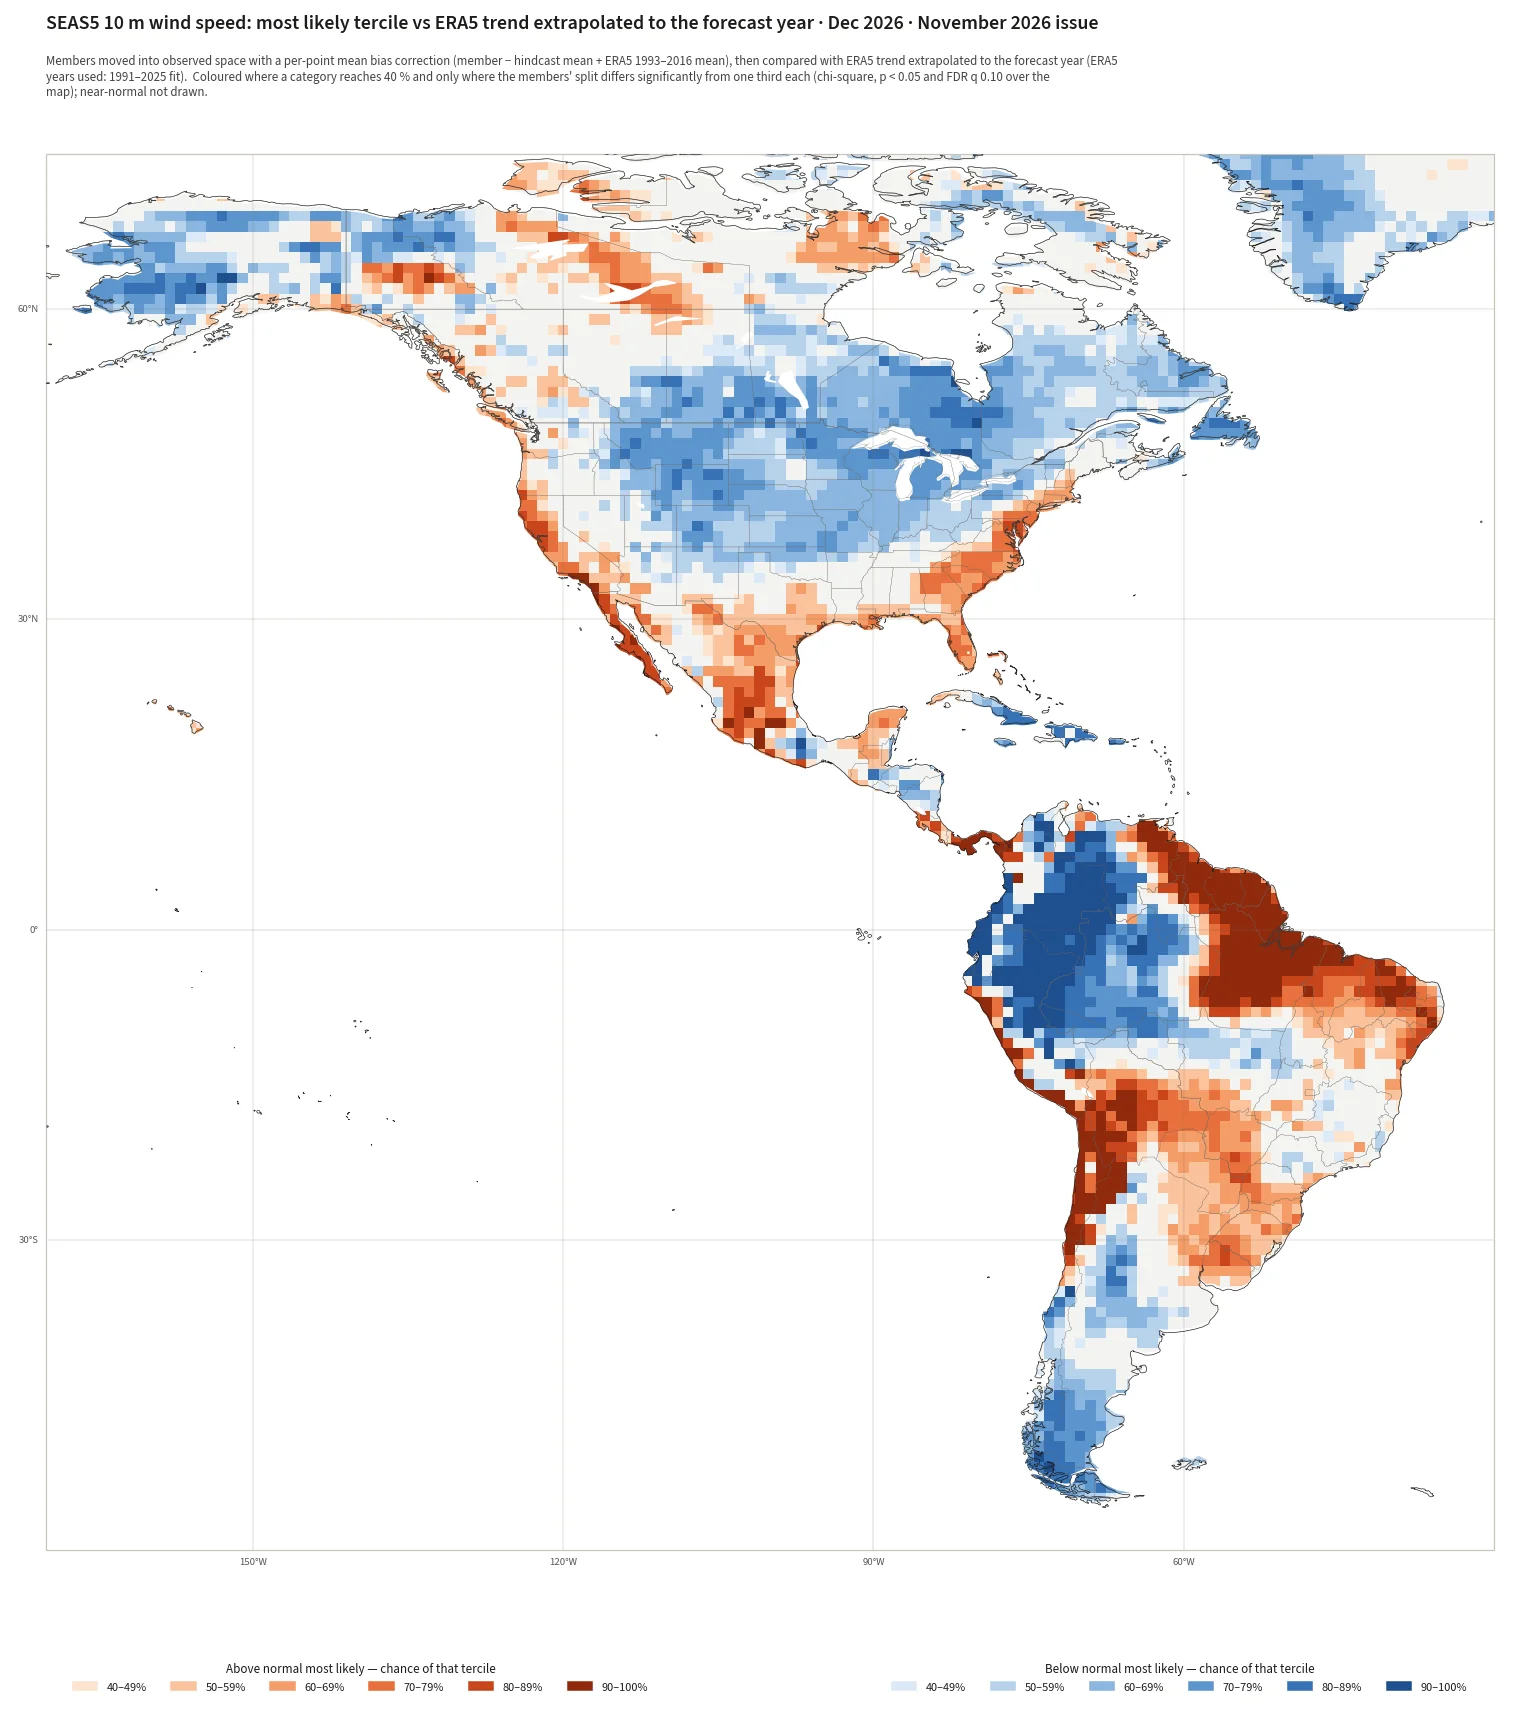 SEAS5 10 m wind speed: most likely tercile vs ERA5 trend extrapolated to the forecast year · Dec 2026 · November 2026 issue
Members moved into observed space with a per-point mean bias correction (member − hindcast mean + ERA5 1993–2016 mean), then compared with ERA5 trend extrapolated to the forecast year (ERA5
years used: 1991–2025 fit). Coloured where a category reaches 40 % and only where the members' split differs significantly from one third each (chi-square, p < 0.05 and FDR q 0.10 over the
map); near-normal not drawn.
60°N
30°N
0°
30°S
150°W 120°W 90°W 60°W
Above normal most likely — chance of that tercile
40–49% 50–59% 60–69% 70–79% 80–89% 90–100%
Below normal most likely — chance of that tercile
40–49% 50–59% 60–69% 70–79% 80–89% 90–100%